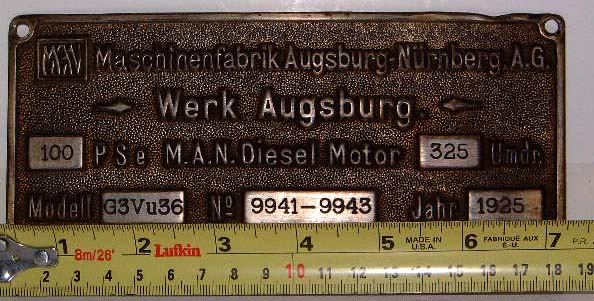 MAN Maschinenfabrik Augsburg-Nürnberg A.G.
Werk Augsburg.
100 PSe M.A.N. Diesel Motor 325 Umdr.
Modell G3Vu36 No 9941-9943 Jahr 1925
1 2 3 4 5 6 7
8m/26' Lufkin MADE IN U.S.A. FABRIQUÉ AUX É.-U. P.R.
1 2 3 4 5 6 7 8 9 10 11 12 13 14 15 16 17 18 19